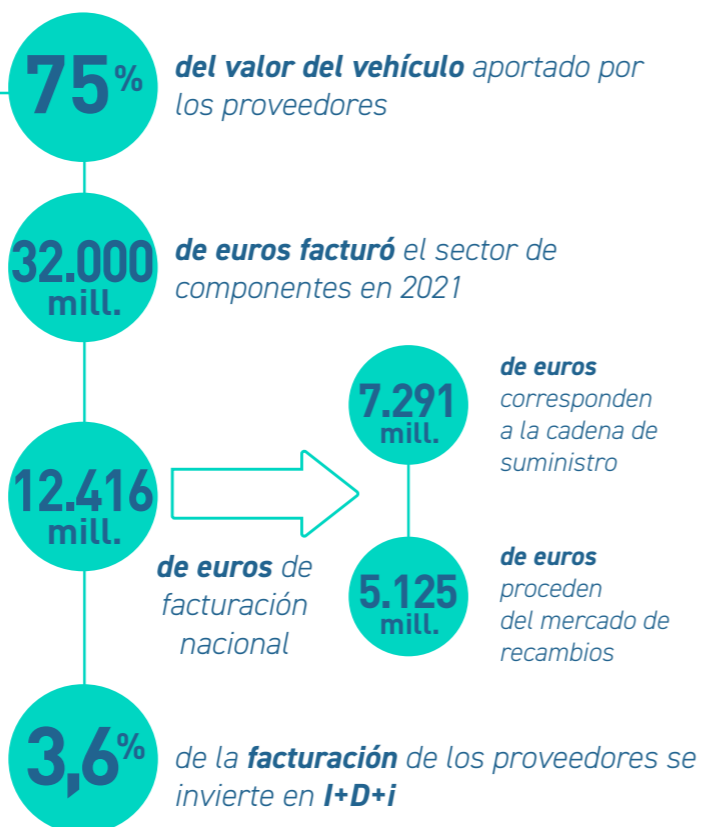 75%
del valor del vehículo aportado por
los proveedores
32.000
mill.
de euros facturó el sector de
componentes en 2021
12.416
mill.
de euros de
facturación
nacional
7.291
mill.
de euros
corresponden
a la cadena de
suministro
5.125
mill.
de euros
proceden
del mercado de
recambios
3,6%
de la facturación de los proveedores se
invierte en I+D+i